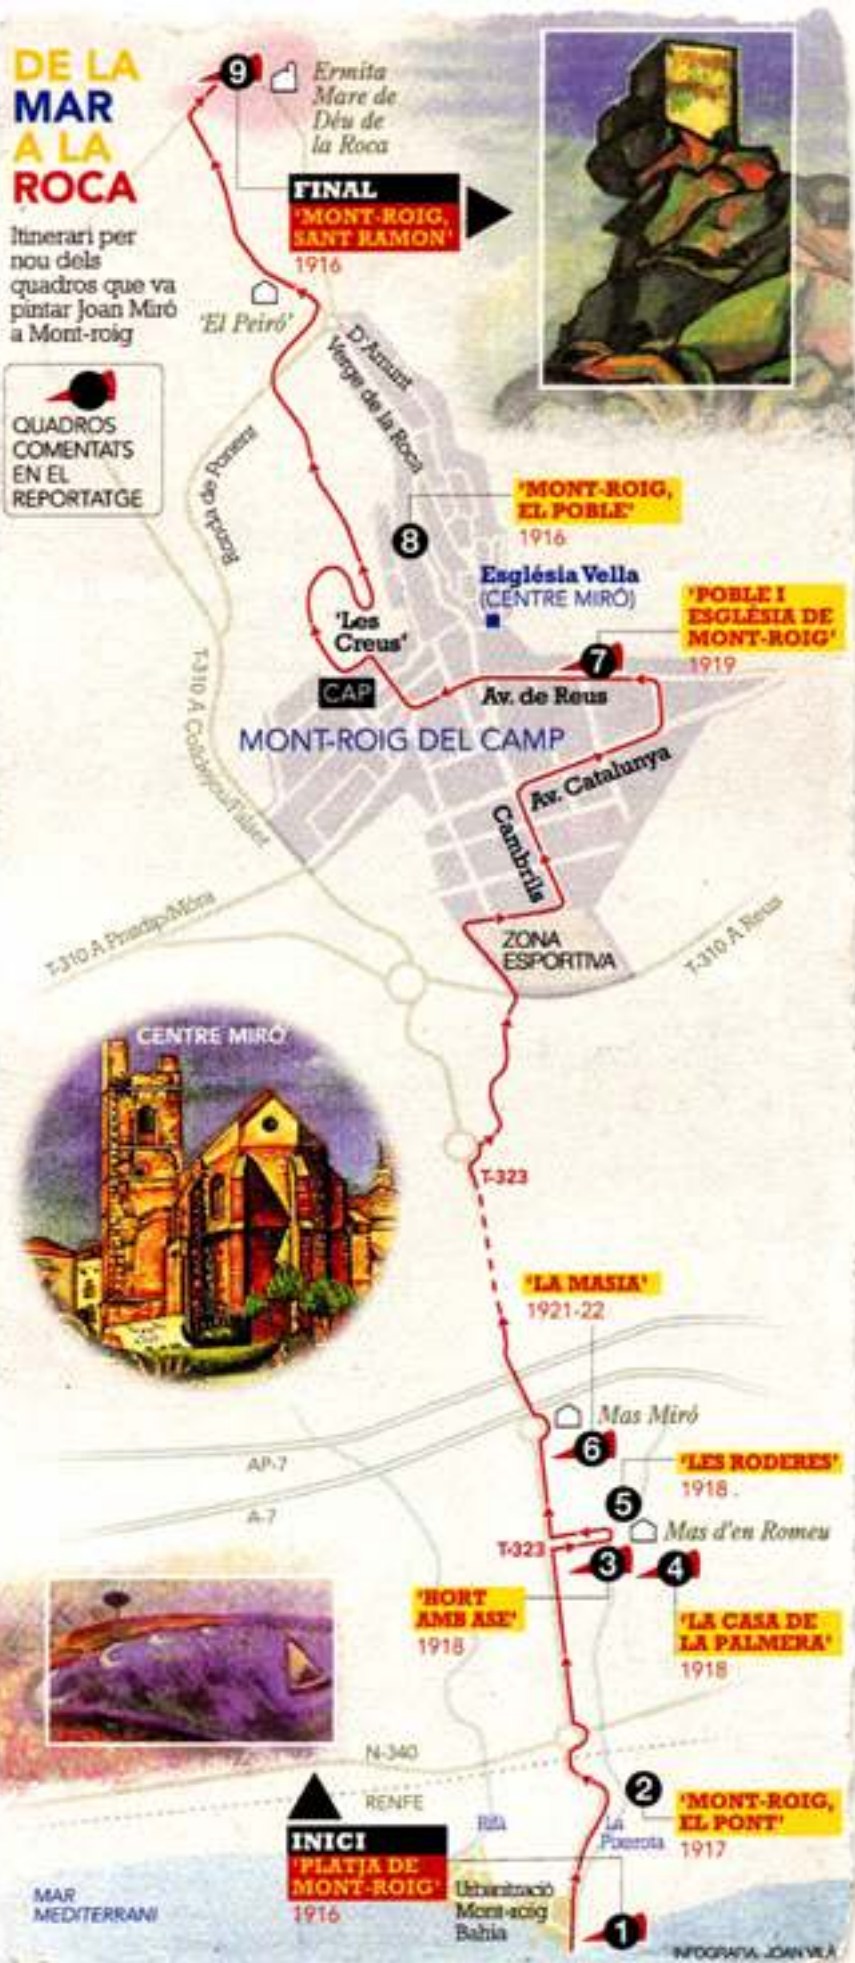 DE LA
MAR
A LA
ROCA
Itinerari per
nou dels
quadros que va
pintar Joan Miró
a Mont-roig
QUADROS
COMENTATS
EN EL
REPORTATGE
9
Ermita
Mare de
Déu de
la Roca
FINAL
'MONT-ROIG,
SANT RAMON'
1916
'El Peiró'
D'Amunt
Verge de la Roca
Ronda de Ponent
8
'MONT-ROIG,
EL POBLE'
1916
Església Vella
(CENTRE MIRÓ)
'POBLE I
ESGLÉSIA DE
MONT-ROIG'
1919
7
'Les
Creus'
CAP
Av. de Reus
MONT-ROIG DEL CAMP
Av. Catalunya
Cambrils
T-310 A Colldejou/Falset
T-310 A Pratdip/Móra
ZONA
ESPORTIVA
T-310 A Reus
CENTRE MIRÓ
T-323
'LA MASIA'
1921-22
Mas Miró
6
AP-7
A-7
'LES RODERES'
1918
5
Mas d'en Romeu
T-323
3
4
'HORT
AMB ASE'
1918
'LA CASA DE
LA PALMERA'
1918
N-340
RENFE
2
'MONT-ROIG,
EL PONT'
1917
Rifà
La
Pixerota
INICI
'PLATJA DE
MONT-ROIG'
1916
Urbanització
Mont-roig
Bahia
1
MAR
MEDITERRANI
INFOGRAFIA: JOAN VILÀ